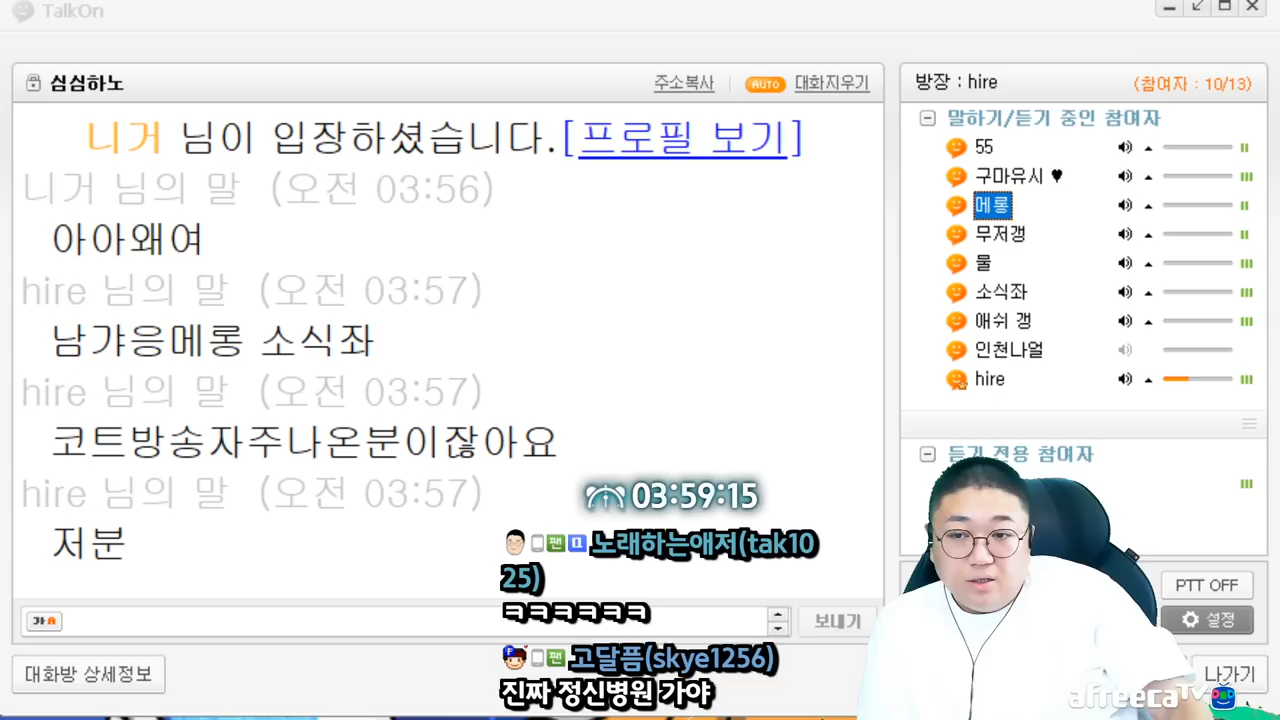 TalkOn
심심하노
주소복사
AUTO
대화지우기
니거 님이 입장하셨습니다.[프로필 보기]
니거 님의 말 (오전 03:56)
아아왜여
hire 님의 말 (오전 03:57)
남갸응메롱 소식좌
hire 님의 말 (오전 03:57)
코트방송자주나온분이잖아요
hire 님의 말 (오전 03:57)
저분
가
보내기
대화방 상세정보
방장 : hire
(참여자 : 10/13)
말하기/듣기 중인 참여자
55
구마유시 ♥
메롱
무저갱
물
소식좌
애쉬 갱
인천나얼
hire
듣기 전용 참여자
PTT OFF
설정
나가기
03:59:15
팬 노래하는애저(tak10
25)
ㅋㅋㅋㅋㅋㅋ
팬 고달픔(skye1256)
진짜 정신병원 가야
afreecaTV